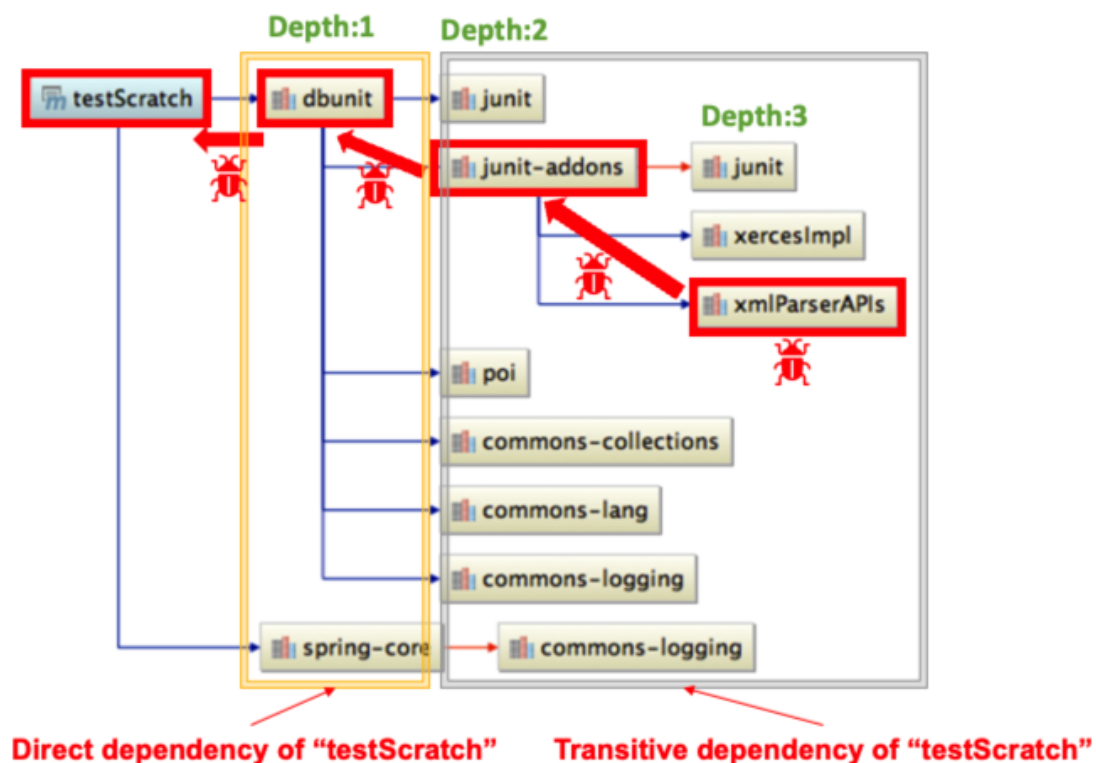 Depth:1
Depth:2
testScratch
dbunit
junit
Depth:3
junit-addons
junit
xercesImpl
xmlParserAPIs
poi
commons-collections
commons-lang
commons-logging
spring-core
commons-logging
Direct dependency of “testScratch”
Transitive dependency of “testScratch”